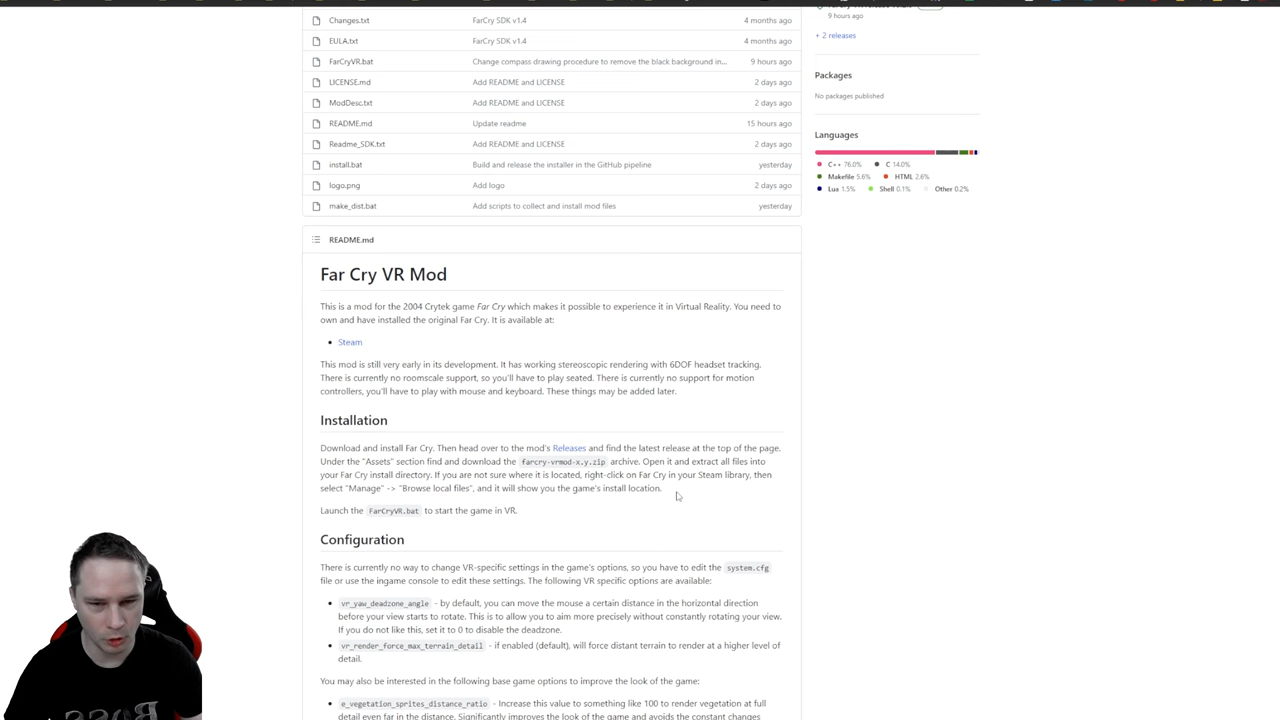 9 hours ago
+ 2 releases
Changes.txt FarCry SDK v1.4 4 months ago
EULA.txt FarCry SDK v1.4 4 months ago
FarCryVR.bat Change compass drawing procedure to remove the black background in... 9 hours ago
LICENSE.md Add README and LICENSE 2 days ago
ModDesc.txt Add README and LICENSE 2 days ago
README.md Update readme 15 hours ago
Readme_SDK.txt Add README and LICENSE 2 days ago
install.bat Build and release the installer in the GitHub pipeline yesterday
logo.png Add logo 2 days ago
make_dist.bat Add scripts to collect and install mod files yesterday
Packages
No packages published
Languages
C++ 76.0% C 14.0%
Makefile 5.6% HTML 2.6%
Lua 1.5% Shell 0.1% Other 0.2%
README.md
Far Cry VR Mod
This is a mod for the 2004 Crytek game Far Cry which makes it possible to experience it in Virtual Reality. You need to
own and have installed the original Far Cry. It is available at:
Steam
This mod is still very early in its development. It has working stereoscopic rendering with 6DOF headset tracking.
There is currently no roomscale support, so you'll have to play seated. There is currently no support for motion
controllers, you'll have to play with mouse and keyboard. These things may be added later.
Installation
Download and install Far Cry. Then head over to the mod's Releases and find the latest release at the top of the page.
Under the "Assets" section find and download the farcry-vrmod-x.y.zip archive. Open it and extract all files into
your Far Cry install directory. If you are not sure where it is located, right-click on Far Cry in your Steam library, then
select "Manage" -> "Browse local files", and it will show you the game's install location.
Launch the FarCryVR.bat to start the game in VR.
Configuration
There is currently no way to change VR-specific settings in the game's options, so you have to edit the system.cfg
file or use the ingame console to edit these settings. The following VR specific options are available:
vr_yaw_deadzone_angle - by default, you can move the mouse a certain distance in the horizontal direction
before your view starts to rotate. This is to allow you to aim more precisely without constantly rotating your view.
If you do not like this, set it to 0 to disable the deadzone.
vr_render_force_max_terrain_detail - if enabled (default), will force distant terrain to render at a higher level of
detail.
You may also be interested in the following base game options to improve the look of the game:
e_vegetation_sprites_distance_ratio - Increase this value to something like 100 to render vegetation at full
detail even far in the distance. Significantly improves the look of the game and avoids the constant changes